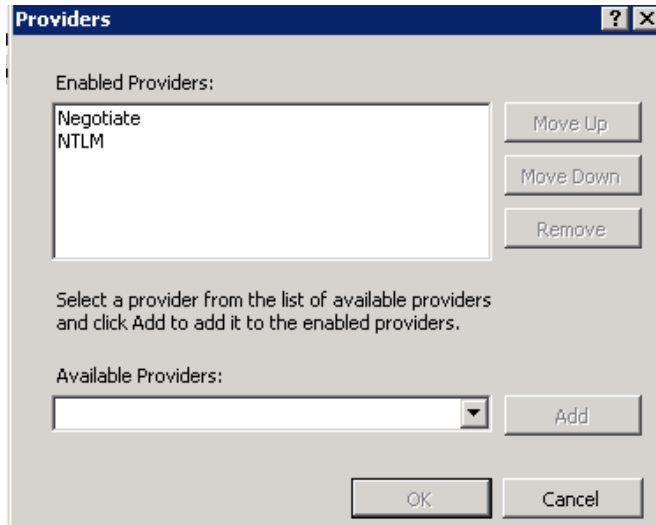 Providers
Enabled Providers:
Negotiate
NTLM
Move Up
Move Down
Remove
Select a provider from the list of available providers
and click Add to add it to the enabled providers.
Available Providers:
Add
OK
Cancel